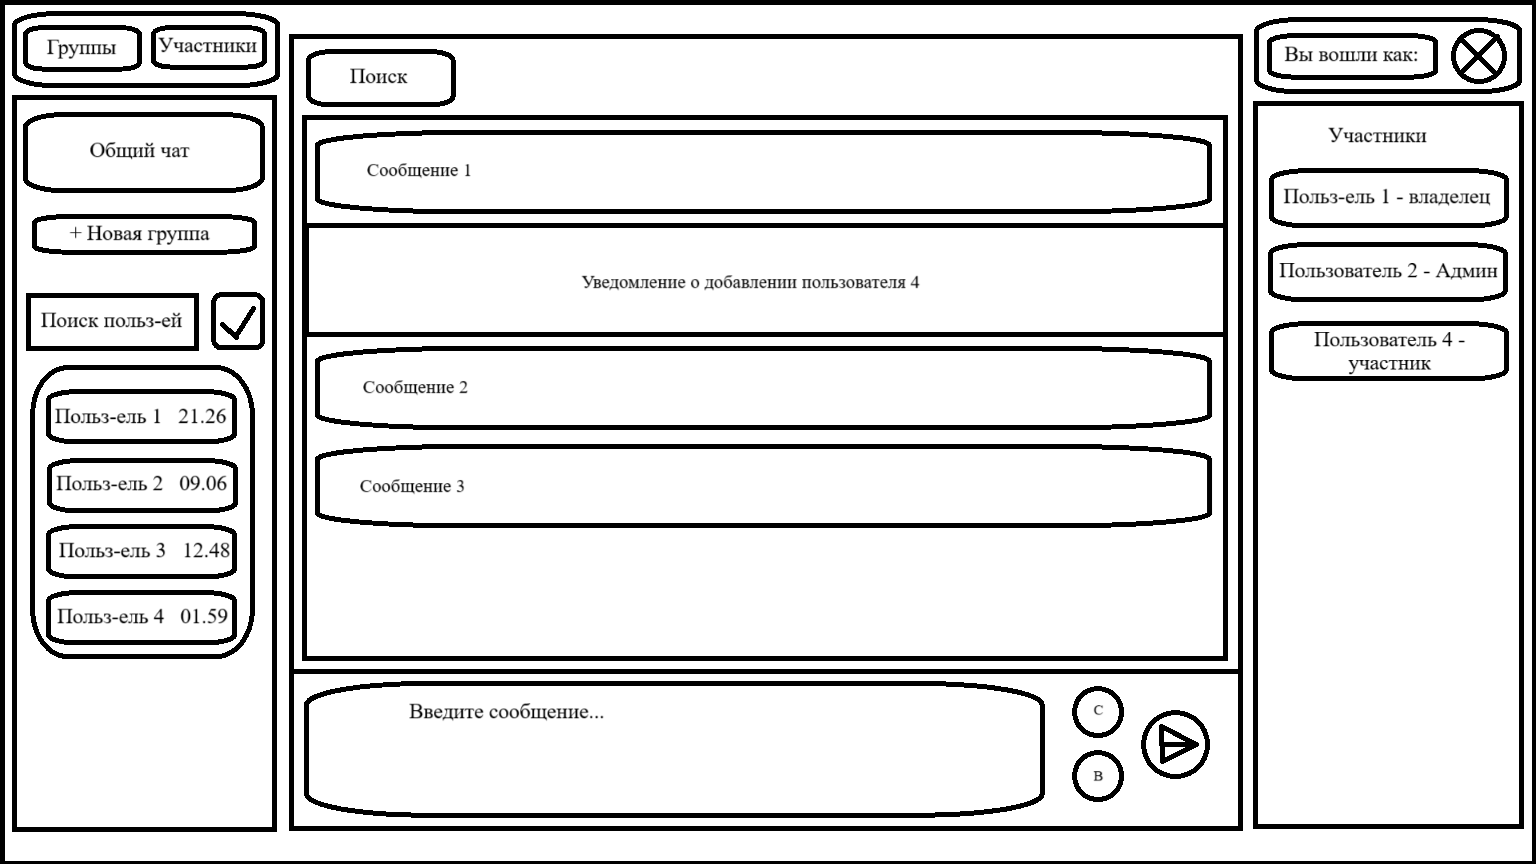 Группы
Участники
Общий чат
+ Новая группа
Поиск польз-ей
Польз-ель 1 21.26
Польз-ель 2 09.06
Польз-ель 3 12.48
Польз-ель 4 01.59
Поиск
Сообщение 1
Уведомление о добавлении пользователя 4
Сообщение 2
Сообщение 3
Введите сообщение...
С
В
Вы вошли как:
Участники
Польз-ель 1 - владелец
Пользователь 2 - Админ
Пользователь 4 -
участник